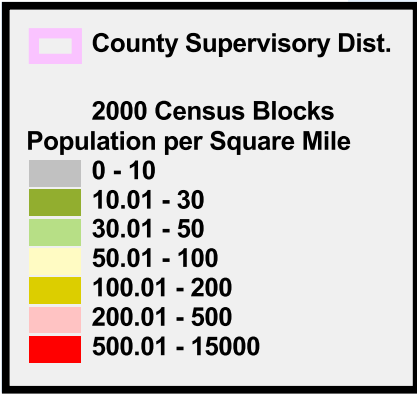 County Supervisory Dist.
2000 Census Blocks
Population per Square Mile
0 - 10
10.01 - 30
30.01 - 50
50.01 - 100
100.01 - 200
200.01 - 500
500.01 - 15000